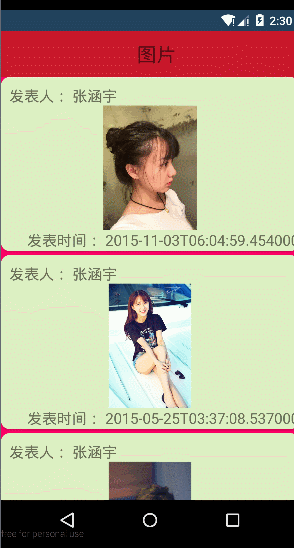 2:30
图片
发表人： 张涵宇
发表时间： 2015-11-03T06:04:59.454000
发表人： 张涵宇
发表时间： 2015-05-25T03:37:08.537000
发表人： 张涵宇
free for personal use